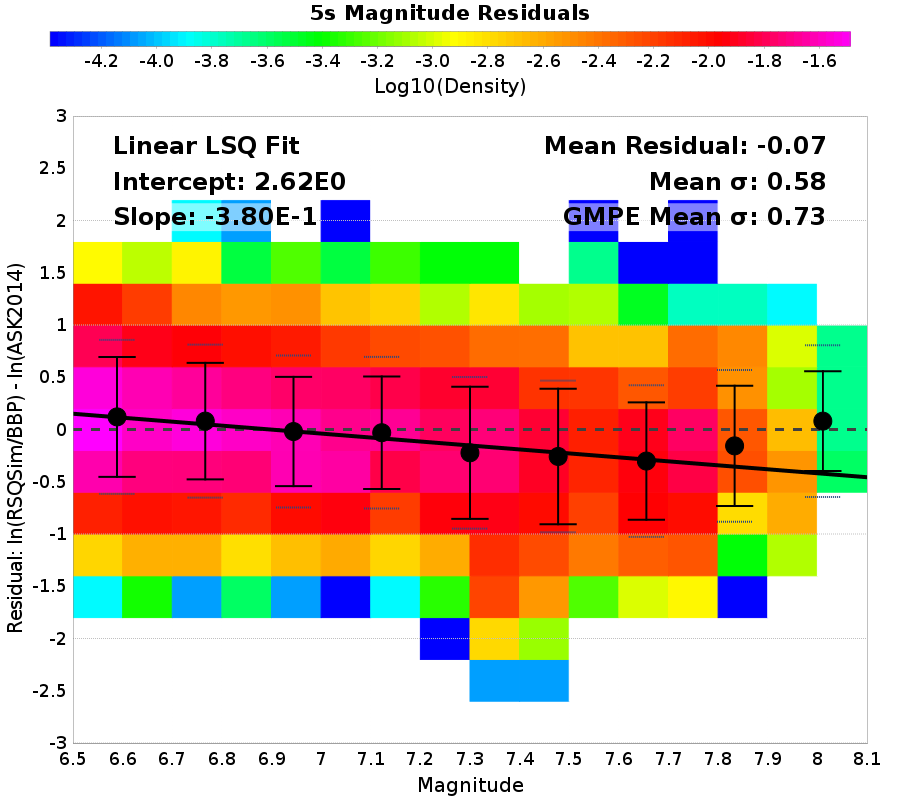 5s Magnitude Residuals
-4.2 -4.0 -3.8 -3.6 -3.4 -3.2 -3.0 -2.8 -2.6 -2.4 -2.2 -2.0 -1.8 -1.6
Log10(Density)
Linear LSQ Fit
Intercept: 2.62E0
Slope: -3.80E-1
Mean Residual: -0.07
Mean σ: 0.58
GMPE Mean σ: 0.73
Residual: ln(RSQSim/BBP) - ln(ASK2014)
3
2.5
2
1.5
1
0.5
0
-0.5
-1
-1.5
-2
-2.5
-3
6.5 6.6 6.7 6.8 6.9 7 7.1 7.2 7.3 7.4 7.5 7.6 7.7 7.8 7.9 8 8.1
Magnitude